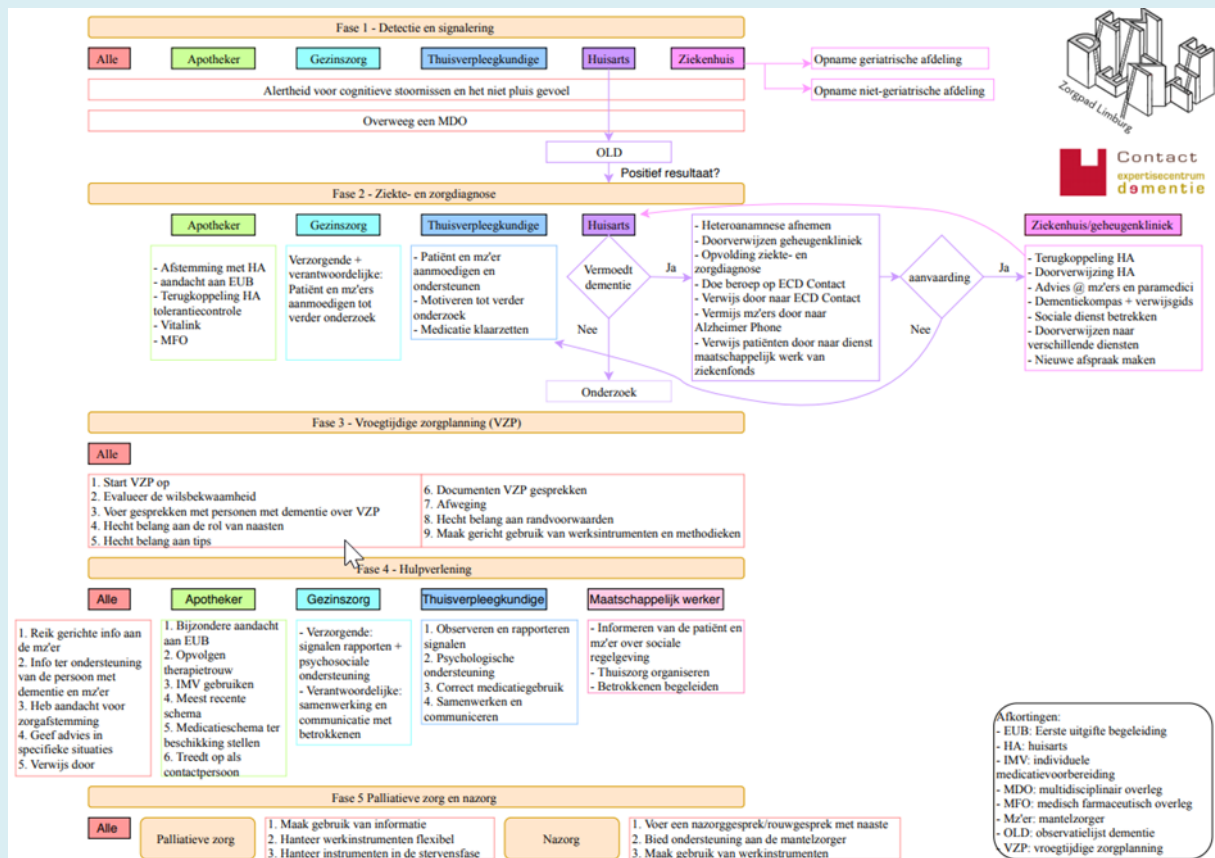 Fase 1 - Detectie en signalering
Alle
Apotheker
Gezinszorg
Thuisverpleegkundige
Huisarts
Ziekenhuis
Opname geriatrische afdeling
Opname niet-geriatrische afdeling
Alertheid voor cognitieve stoornissen en het niet pluis gevoel
Overweeg een MDO
OLD
Positief resultaat?
Zorgpad Limburg
Contact
expertisecentrum
dementie
Fase 2 - Ziekte- en zorgdiagnose
Apotheker
Gezinszorg
Thuisverpleegkundige
Huisarts
Ziekenhuis/geheugenkliniek
- Afstemming met HA
- aandacht aan EUB
- Terugkoppeling HA
tolerantiecontrole
- Vitalink
- MFO
Verzorgende +
verantwoordelijke:
Patiënt en mz'ers
aanmoedigen tot
verder onderzoek
- Patiënt en mz'er
aanmoedigen en
ondersteunen
- Motiveren tot verder
onderzoek
- Medicatie klaarzetten
Vermoedt
dementie
Ja
Nee
Onderzoek
- Heteroanamnese afnemen
- Doorverwijzen geheugenkliniek
- Opvolding ziekte- en
zorgdiagnose
- Doe beroep op ECD Contact
- Verwijs door naar ECD Contact
- Vermijs mz'ers door naar
Alzheimer Phone
- Verwijs patiënten door naar dienst
maatschappelijk werk van
ziekenfonds
aanvaarding
Ja
Nee
- Terugkoppeling HA
- Doorverwijzing HA
- Advies @ mz'ers en paramedici
- Dementiekompas + verwijsgids
- Sociale dienst betrekken
- Doorverwijzen naar
verschillende diensten
- Nieuwe afspraak maken
Fase 3 - Vroegtijdige zorgplanning (VZP)
Alle
1. Start VZP op
2. Evalueer de wilsbekwaamheid
3. Voer gesprekken met personen met dementie over VZP
4. Hecht belang aan de rol van naasten
5. Hecht belang aan tips
6. Documenten VZP gesprekken
7. Afweging
8. Hecht belang aan randvoorwaarden
9. Maak gericht gebruik van werksintrumenten en methodieken
Fase 4 - Hulpverlening
Alle
Apotheker
Gezinszorg
Thuisverpleegkundige
Maatschappelijk werker
1. Reik gerichte info aan
de mz'er
2. Info ter ondersteuning
van de persoon met
dementie en mz'er
3. Heb aandacht voor
zorgafstemming
4. Geef advies in
specifieke situaties
5. Verwijs door
1. Bijzondere aandacht
aan EUB
2. Opvolgen
therapietrouw
3. IMV gebruiken
4. Meest recente
schema
5. Medicatieschema ter
beschikking stellen
6. Treedt op als
contactpersoon
- Verzorgende:
signalen rapporten +
psychosociale
ondersteuning
- Verantwoordelijke:
samenwerking en
communicatie met
betrokkenen
1. Observeren en rapporteren
signalen
2. Psychologische
ondersteuning
3. Correct medicatiegebruik
4. Samenwerken en
communiceren
- Informeren van de patiënt en
mz'er over sociale
regelgeving
- Thuiszorg organiseren
- Betrokkenen begeleiden
Fase 5 Palliatieve zorg en nazorg
Alle
Palliatieve zorg
1. Maak gebruik van informatie
2. Hanteer werkinstrumenten flexibel
3. Hanteer instrumenten in de stervensfase
Nazorg
1. Voer een nazorggesprek/rouwgesprek met naaste
2. Bied ondersteuning aan de mantelzorger
3. Maak gebruik van werkinstrumenten
Afkortingen:
- EUB: Eerste uitgifte begeleiding
- HA: huisarts
- IMV: individuele
medicatievoorbereiding
- MDO: multidisciplinair overleg
- MFO: medisch farmaceutisch overleg
- Mz'er: mantelzorger
- OLD: observatielijst dementie
- VZP: vroegtijdige zorgplanning